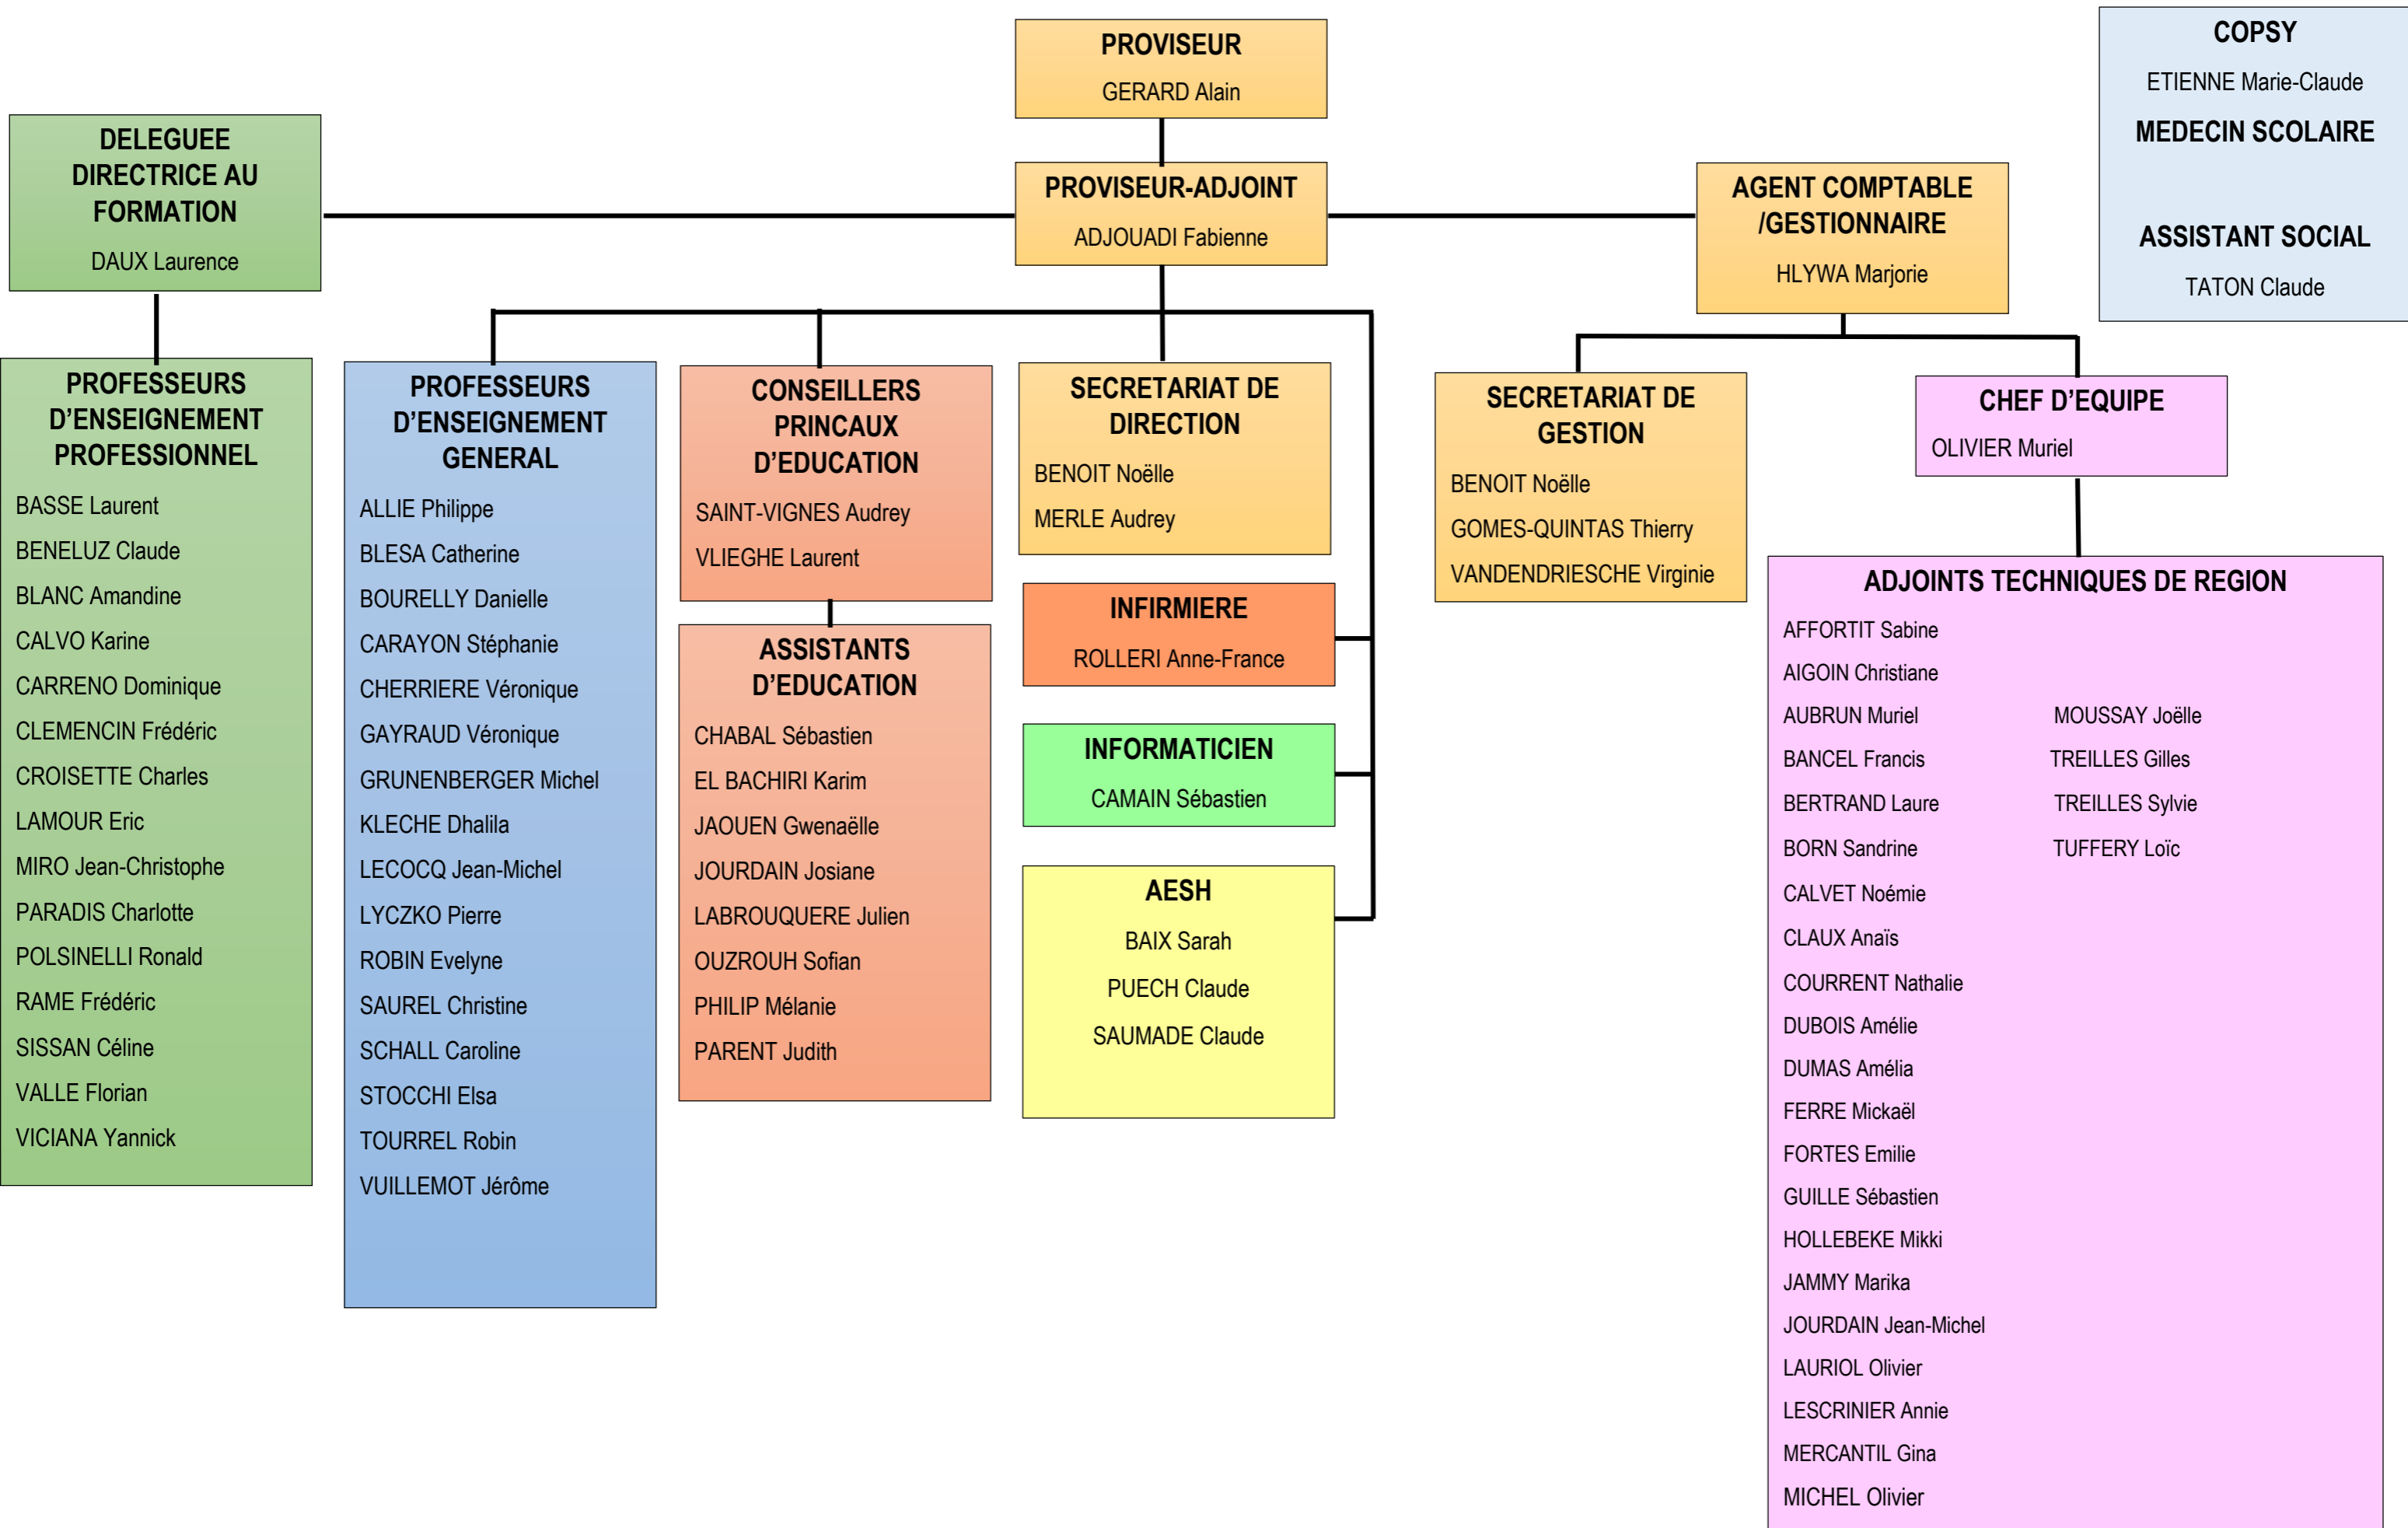 PROVISEUR
GERARD Alain
COPSY
ETIENNE Marie-Claude
MEDECIN SCOLAIRE
ASSISTANT SOCIAL
TATON Claude
DELEGUEE
DIRECTRICE AU
FORMATION
DAUX Laurence
PROVISEUR-ADJOINT
ADJOUADI Fabienne
AGENT COMPTABLE
/GESTIONNAIRE
HLYWA Marjorie
PROFESSEURS
D’ENSEIGNEMENT
PROFESSIONNEL
BASSE Laurent
BENELUZ Claude
BLANC Amandine
CALVO Karine
CARRENO Dominique
CLEMENCIN Frédéric
CROISETTE Charles
LAMOUR Eric
MIRO Jean-Christophe
PARADIS Charlotte
POLSINELLI Ronald
RAME Frédéric
SISSAN Céline
VALLE Florian
VICIANA Yannick
PROFESSEURS
D’ENSEIGNEMENT
GENERAL
ALLIE Philippe
BLESA Catherine
BOURELLY Danielle
CARAYON Stéphanie
CHERRIERE Véronique
GAYRAUD Véronique
GRUNENBERGER Michel
KLECHE Dhalila
LECOCQ Jean-Michel
LYCZKO Pierre
ROBIN Evelyne
SAUREL Christine
SCHALL Caroline
STOCCHI Elsa
TOURREL Robin
VUILLEMOT Jérôme
CONSEILLERS
PRINCAUX
D’EDUCATION
SAINT-VIGNES Audrey
VLIEGHE Laurent
ASSISTANTS
D’EDUCATION
CHABAL Sébastien
EL BACHIRI Karim
JAOUEN Gwenaëlle
JOURDAIN Josiane
LABROUQUERE Julien
OUZROUH Sofian
PHILIP Mélanie
PARENT Judith
SECRETARIAT DE
DIRECTION
BENOIT Noëlle
MERLE Audrey
INFIRMIERE
ROLLERI Anne-France
INFORMATICIEN
CAMAIN Sébastien
AESH
BAIX Sarah
PUECH Claude
SAUMADE Claude
SECRETARIAT DE
GESTION
BENOIT Noëlle
GOMES-QUINTAS Thierry
VANDENDRIESCHE Virginie
CHEF D’EQUIPE
OLIVIER Muriel
ADJOINTS TECHNIQUES DE REGION
AFFORTIT Sabine
AIGOIN Christiane
AUBRUN Muriel MOUSSAY Joëlle
BANCEL Francis TREILLES Gilles
BERTRAND Laure TREILLES Sylvie
BORN Sandrine TUFFERY Loïc
CALVET Noémie
CLAUX Anaïs
COURRENT Nathalie
DUBOIS Amélie
DUMAS Amélia
FERRE Mickaël
FORTES Emilie
GUILLE Sébastien
HOLLEBEKE Mikki
JAMMY Marika
JOURDAIN Jean-Michel
LAURIOL Olivier
LESCRINIER Annie
MERCANTIL Gina
MICHEL Olivier